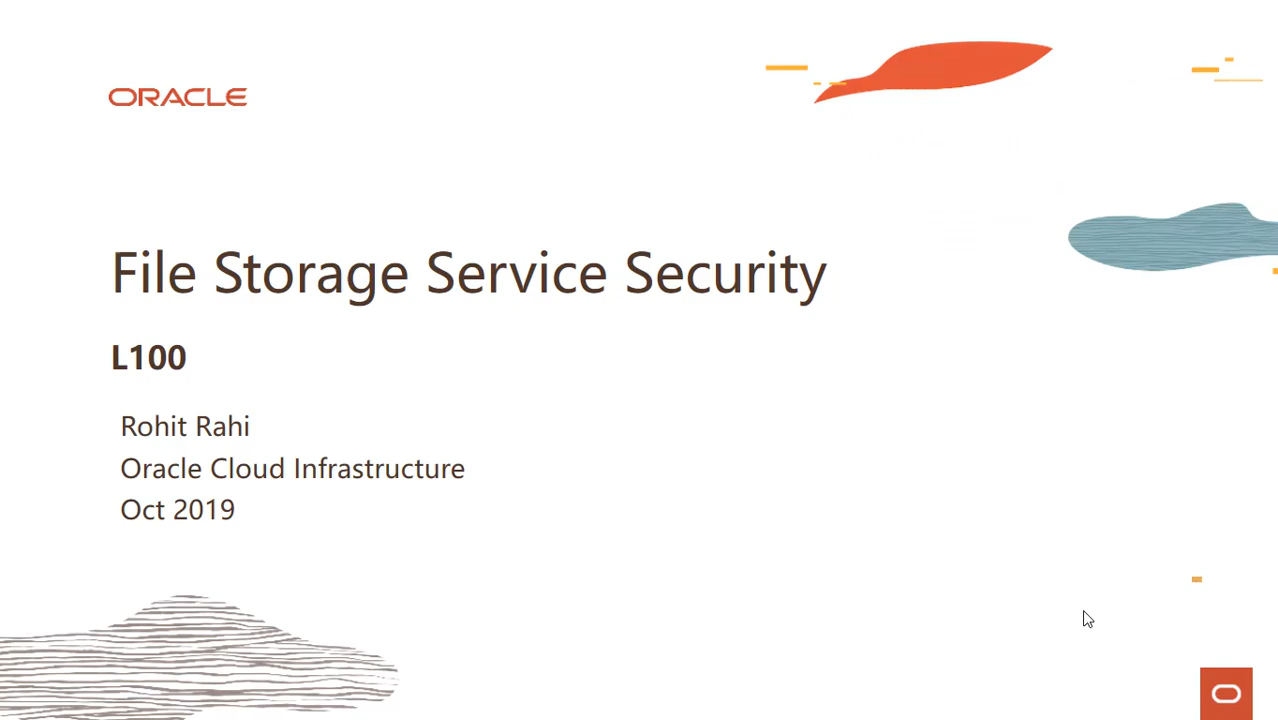 ORACLE
File Storage Service Security
L100
Rohit Rahi
Oracle Cloud Infrastructure
Oct 2019